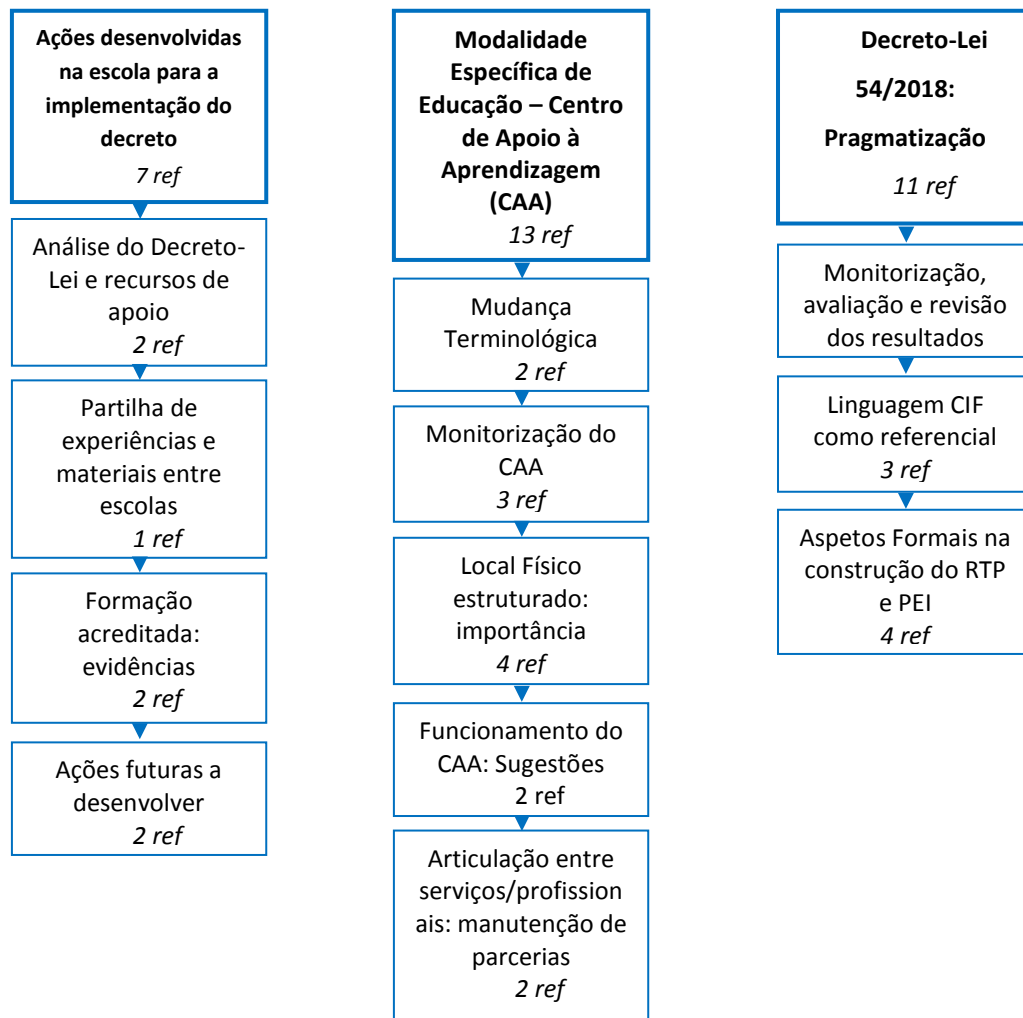 Ações desenvolvidas
na escola para a
implementação do
decreto
7 ref
Análise do Decreto-
Lei e recursos de
apoio
2 ref
Partilha de
experiências e
materiais entre
escolas
1 ref
Formação
acreditada:
evidências
2 ref
Ações futuras a
desenvolver
2 ref
Modalidade
Específica de
Educação – Centro
de Apoio à
Aprendizagem
(CAA)
13 ref
Mudança
Terminológica
2 ref
Monitorização do
CAA
3 ref
Local Físico
estruturado:
importância
4 ref
Funcionamento do
CAA: Sugestões
2 ref
Articulação entre
serviços/profission
ais: manutenção de
parcerias
2 ref
Decreto-Lei
54/2018:
Pragmatização
11 ref
Monitorização,
avaliação e revisão
dos resultados
Linguagem CIF
como referencial
3 ref
Aspetos Formais na
construção do RTP
e PEI
4 ref